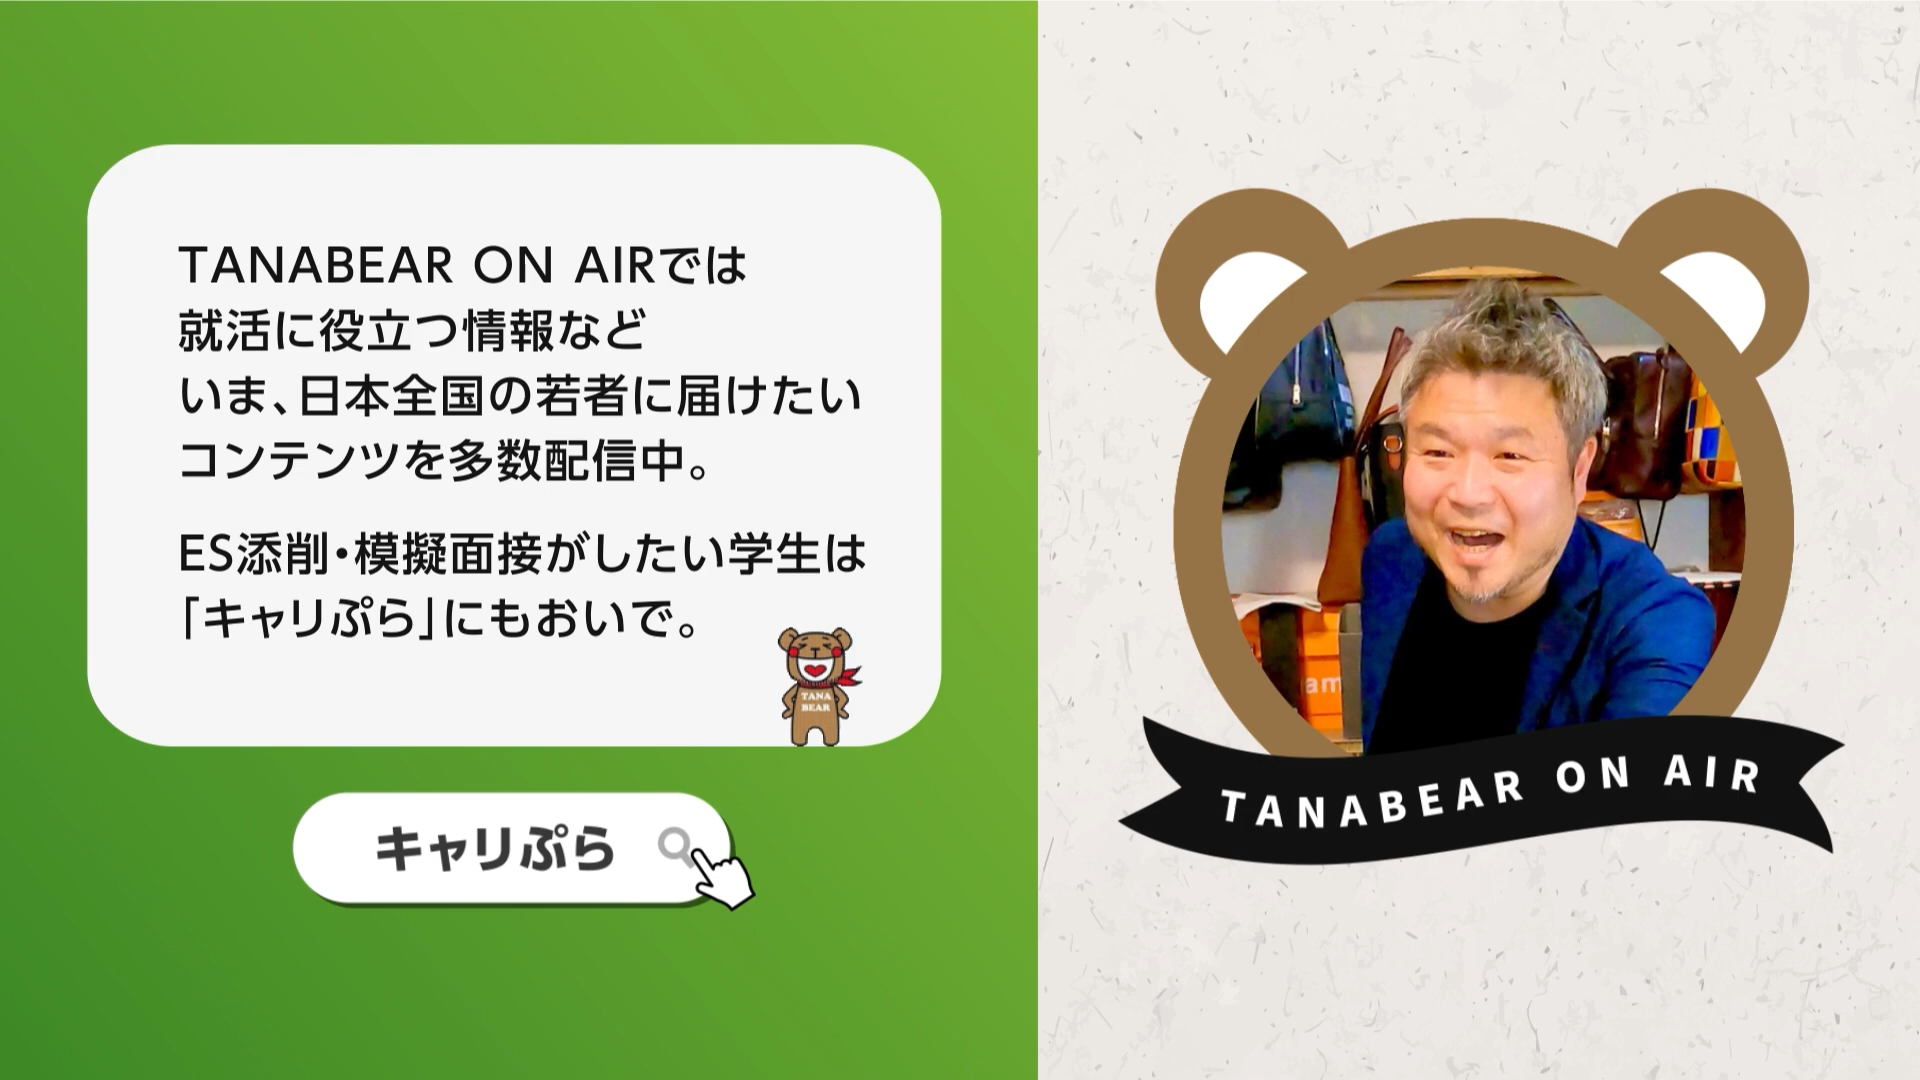 TANABEAR ON AIRでは
就活に役立つ情報など
いま、日本全国の若者に届けたい
コンテンツを多数配信中。
ES添削・模擬面接がしたい学生は
「キャリぷら」にもおいで。
TANA
BEAR
キャリぷら
am
TANABEAR ON AIR